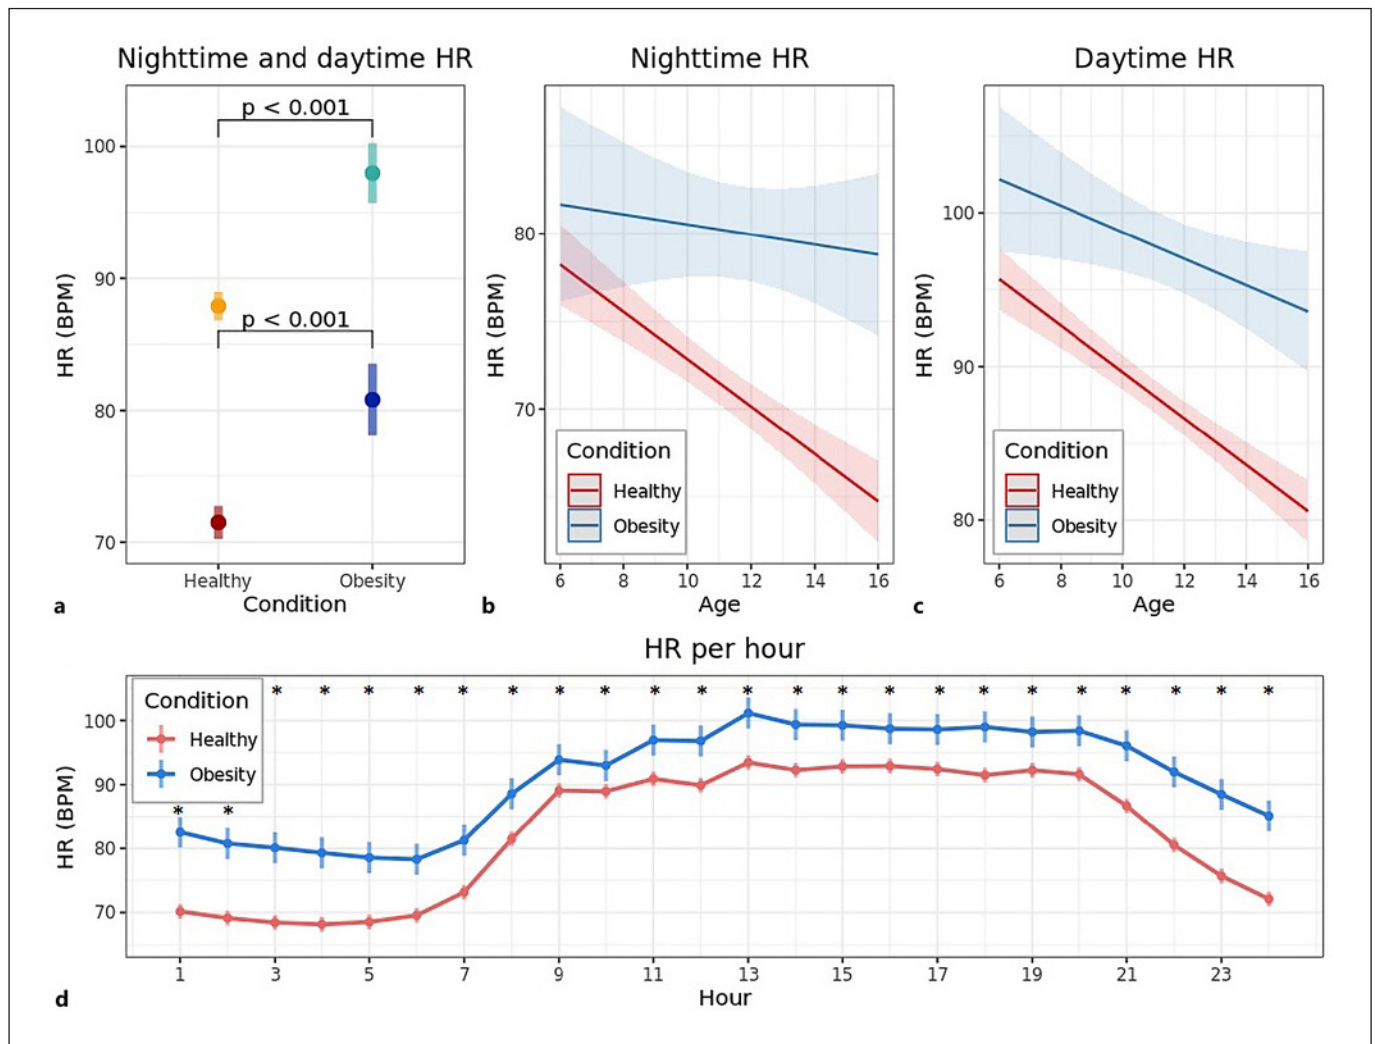 Nighttime and daytime HR
p < 0.001
p < 0.001
100
90
80
70
HR (BPM)
Healthy
Obesity
Condition
a
Nighttime HR
80
70
HR (BPM)
Condition
Healthy
Obesity
6 8 10 12 14 16
Age
b
Daytime HR
100
90
80
HR (BPM)
Condition
Healthy
Obesity
6 8 10 12 14 16
Age
c
HR per hour
Condition
Healthy
Obesity
* * * * * * * * * * * * * * * * * * * * * *
* *
100
90
80
70
HR (BPM)
1 3 5 7 9 11 13 15 17 19 21 23
Hour
d